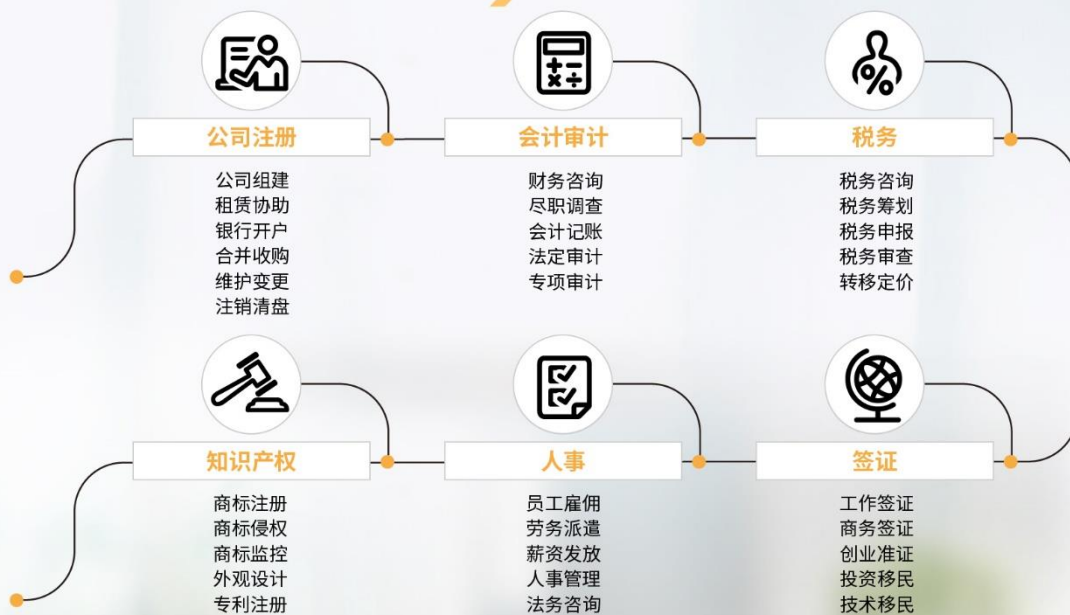 公司注册
公司组建
租赁协助
银行开户
合并收购
维护变更
注销清盘
会计审计
财务咨询
尽职调查
会计记账
法定审计
专项审计
税务
税务咨询
税务筹划
税务申报
税务审查
转移定价
知识产权
商标注册
商标侵权
商标监控
外观设计
专利注册
人事
员工雇佣
劳务派遣
薪资发放
人事管理
法务咨询
签证
工作签证
商务签证
创业准证
投资移民
技术移民